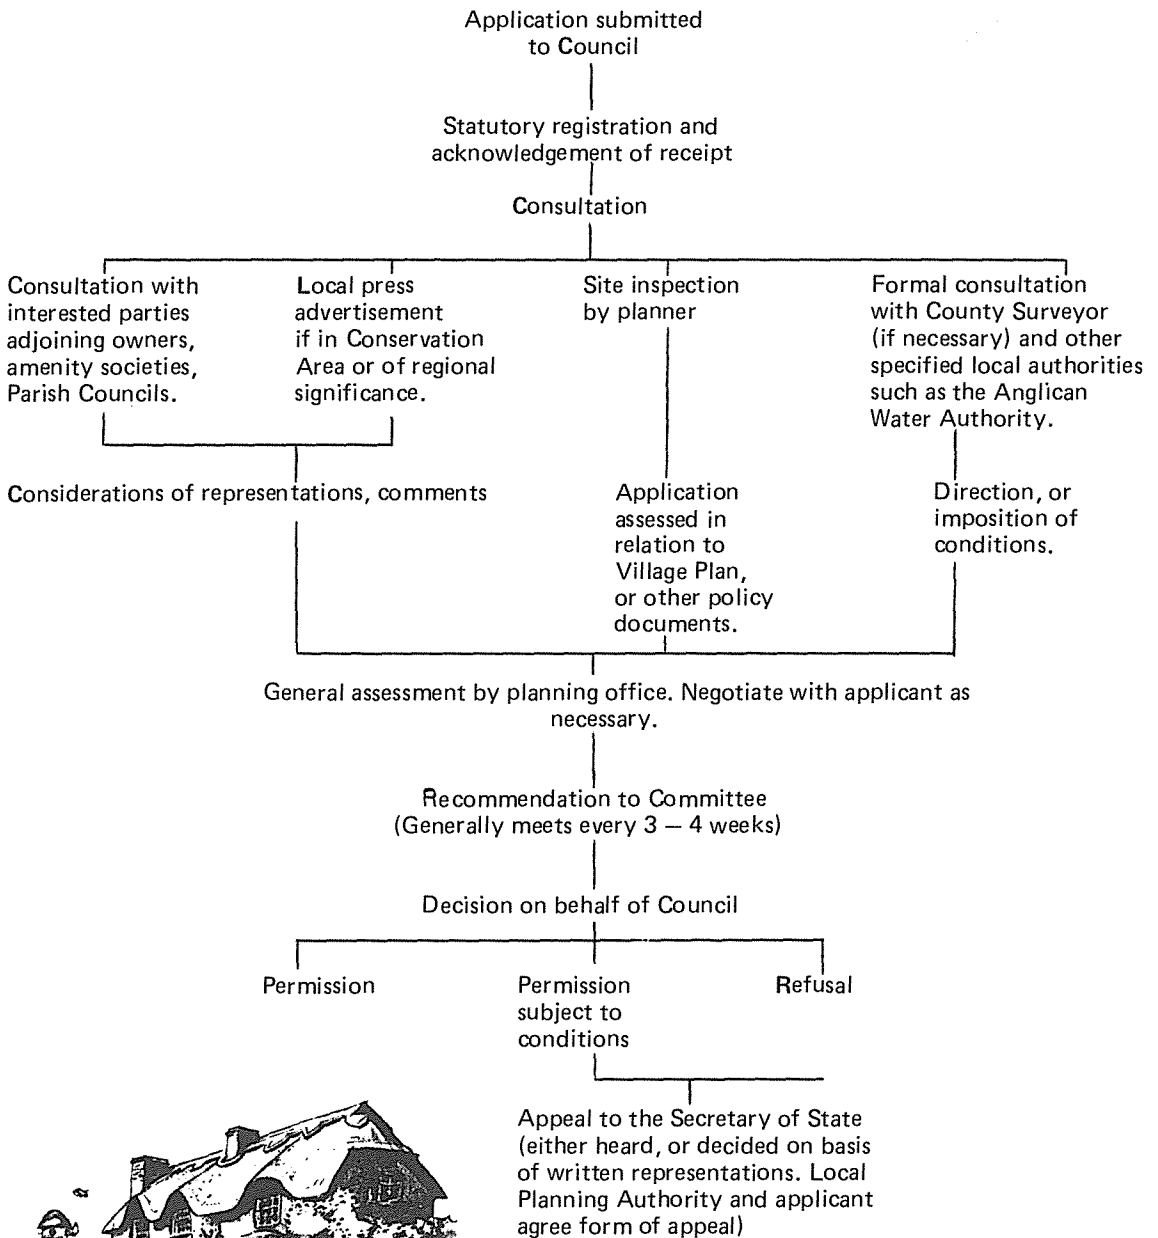 Application submitted
to Council
Statutory registration and
acknowledgement of receipt
Consultation
Consultation with
interested parties
adjoining owners,
amenity societies,
Parish Councils.
Local press
advertisement
if in Conservation
Area or of regional
significance.
Site inspection
by planner
Formal consultation
with County Surveyor
(if necessary) and other
specified local authorities
such as the Anglican
Water Authority.
Considerations of representations, comments
Application
assessed in
relation to
Village Plan,
or other policy
documents.
Direction, or
imposition of
conditions.
General assessment by planning office. Negotiate with applicant as
necessary.
Recommendation to Committee
(Generally meets every 3 — 4 weeks)
Decision on behalf of Council
Permission
Permission
subject to
conditions
Refusal
Appeal to the Secretary of State
(either heard, or decided on basis
of written representations. Local
Planning Authority and applicant
agree form of appeal)